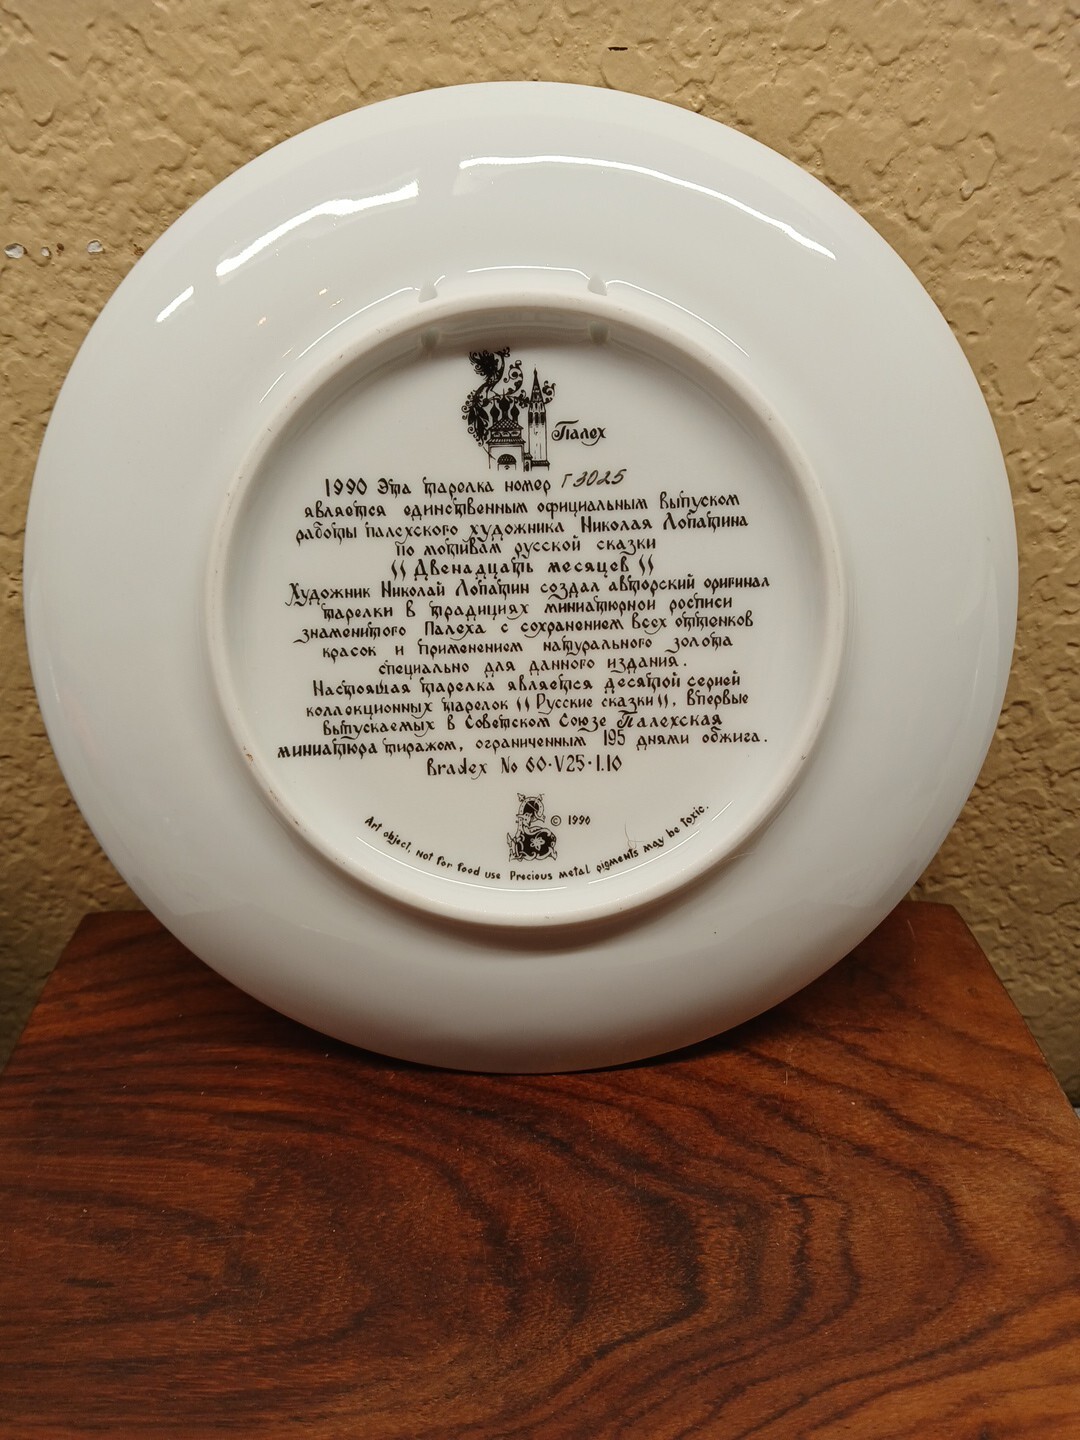 Палех
1990 Эта тарелка номер Г3025
является единственным официальным выпуском
работы палехского художника Николая Лопатина
по мотивам русской сказки
"Двенадцать месяцев"
Художник Николай Лопатин создал авторский оригинал
тарелки в традициях миниатюрной росписи
знаменитого Палеха с сохранением всех оттенков
красок и применением натурального золота
специально для данного издания.
Настоящая тарелка является десятой серией
коллекционных тарелок "Русские сказки", впервые
выпускаемых в Советском Союзе Палехская
миниатюра тиражом, ограниченным 195 днями обжига.
Bradex No 60·V25·1.10
© 1990
Art object, not for food use Precious metal pigments may be toxic.